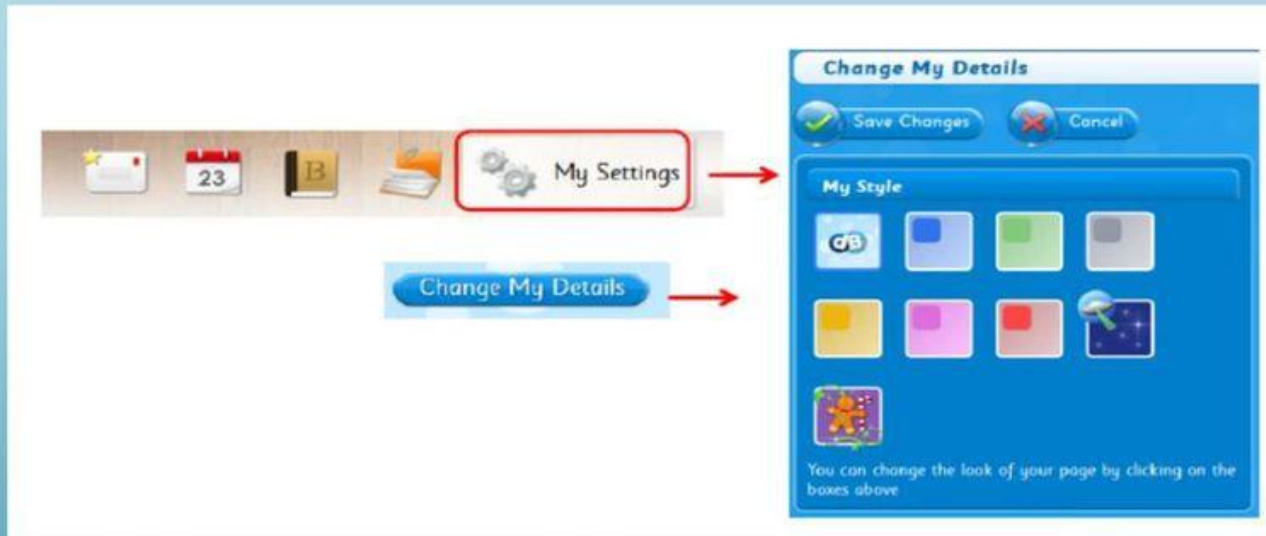 Change My Details
Save Changes
Cancel
23
B
My Settings
My Style
dB
Change My Details
You can change the look of your page by clicking on the
boxes above